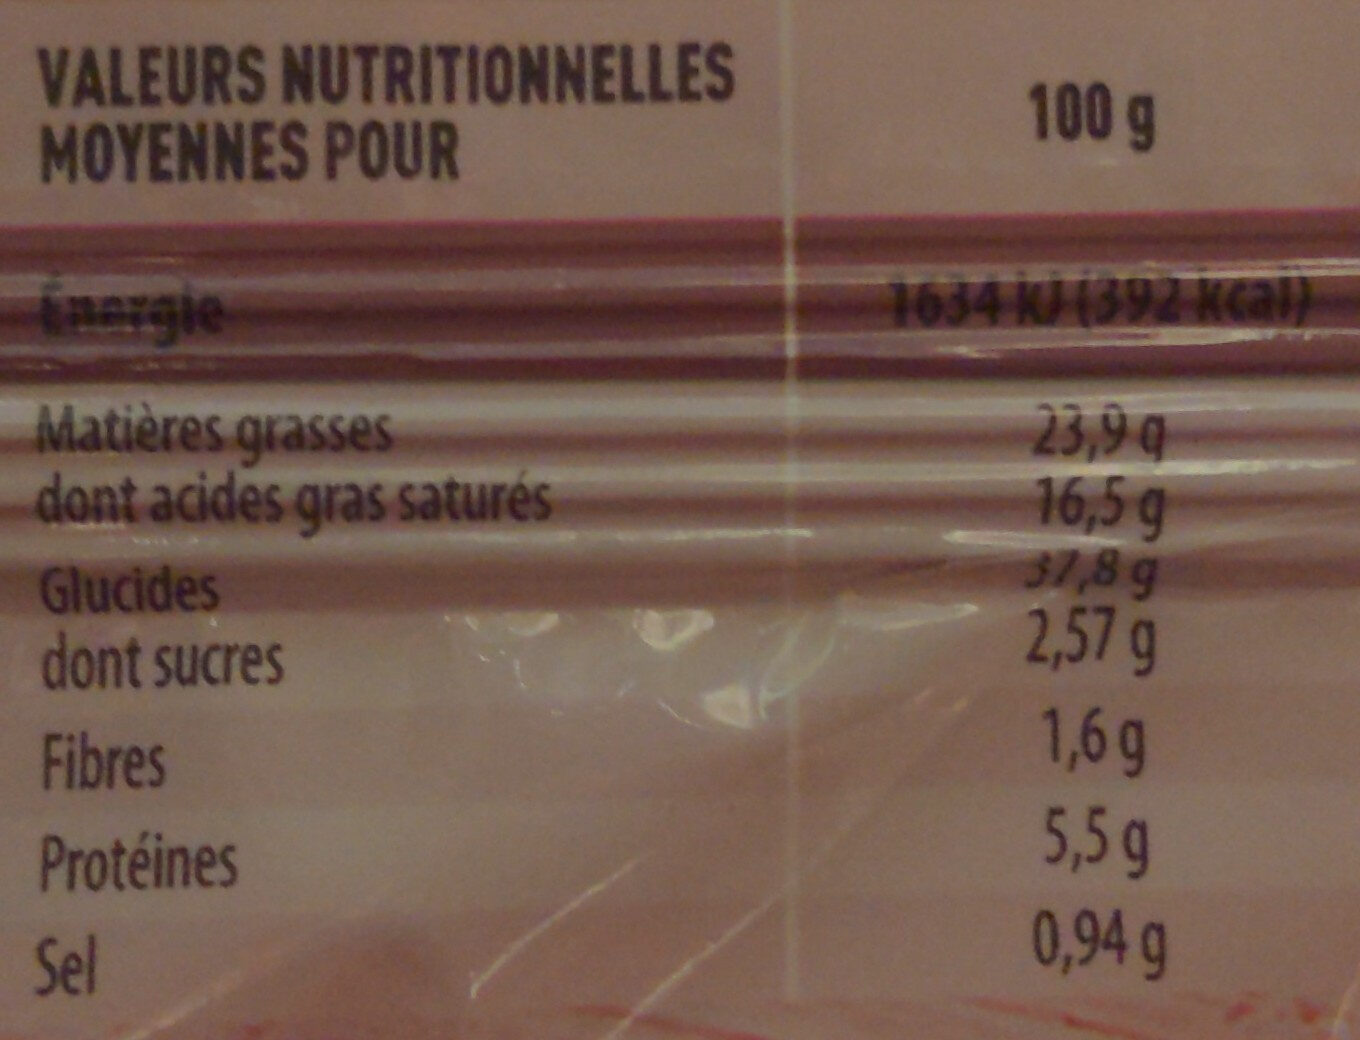 VALEURS NUTRITIONNELLES
MOYENNES POUR 100 g
Énergie 1634 kJ (392 kcal)
Matières grasses 23,9 g
dont acides gras saturés 16,5 g
Glucides 37,8 g
dont sucres 2,57 g
Fibres 1,6 g
Protéines 5,5 g
Sel 0,94 g